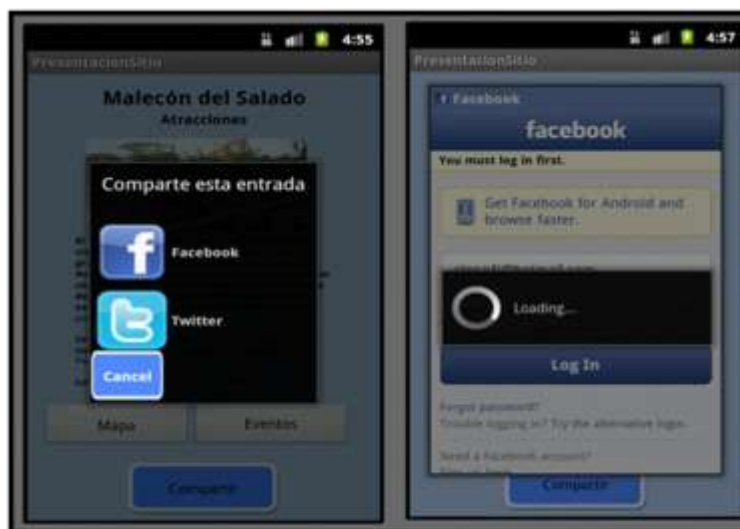 4:55
PresentacionSitio
Malecón del Salado
Atracciones
Comparte esta entrada
Facebook
Twitter
Cancel
Mapa
Eventos
Compartir
4:57
PresentacionSitio
Facebook
facebook
You must log in first.
Get Facebook for Android and
browse faster.
Loading...
Log In
Forgot password?
Trouble logging in? Try the alternative login.
Need a Facebook account?
Compartir